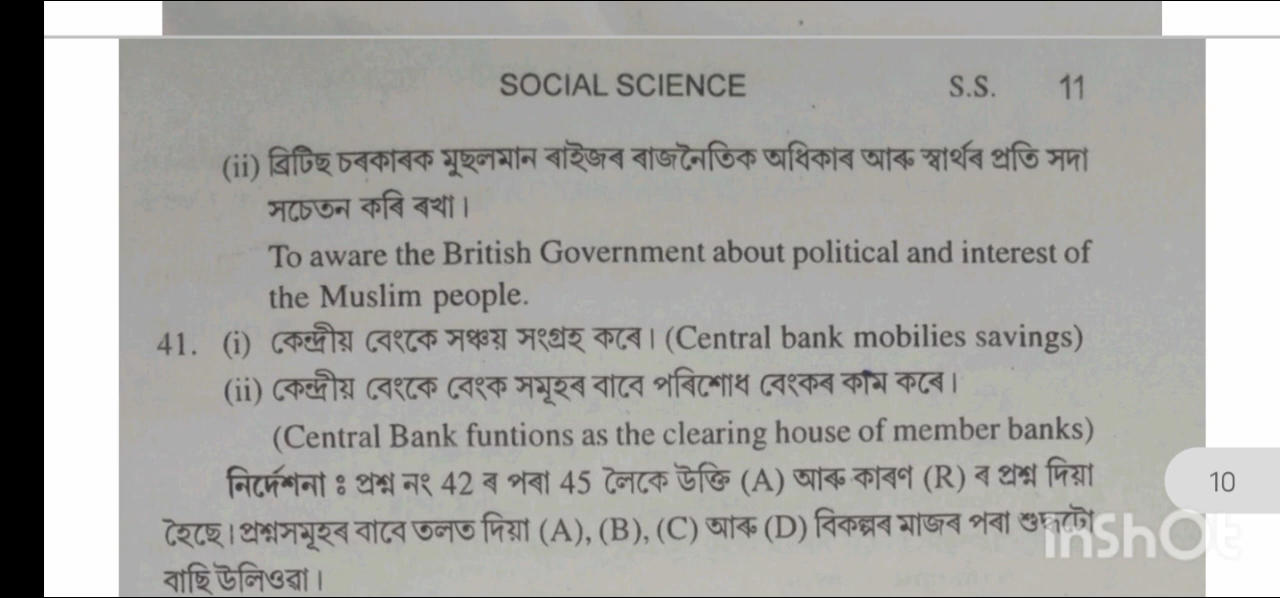 SOCIAL SCIENCE S.S. 11
(ii) ব্ৰিটিছ চৰকাৰক মুছলমান ৰাইজৰ ৰাজনৈতিক অধিকাৰ আৰু স্বাৰ্থৰ প্ৰতি সদা
সচেতন কৰি ৰখা।
To aware the British Government about political and interest of
the Muslim people.
41. (i) কেন্দ্ৰীয় বেংকে সঞ্চয় সংগ্ৰহ কৰে। (Central bank mobilies savings)
(ii) কেন্দ্ৰীয় বেংকে বেংক সমূহৰ বাবে পৰিশোধ বেংকৰ কাম কৰে।
(Central Bank funtions as the clearing house of member banks)
নিৰ্দেশনা ঃ প্ৰশ্ন নং 42 ৰ পৰা 45 লৈকে উক্তি (A) আৰু কাৰণ (R) ৰ প্ৰশ্ন দিয়া
10
হৈছে। প্ৰশ্নসমূহৰ বাবে তলত দিয়া (A), (B), (C) আৰু (D) বিকল্পৰ মাজৰ পৰা শুদ্ধটো
InShOt
বাছি উলিওৱা।